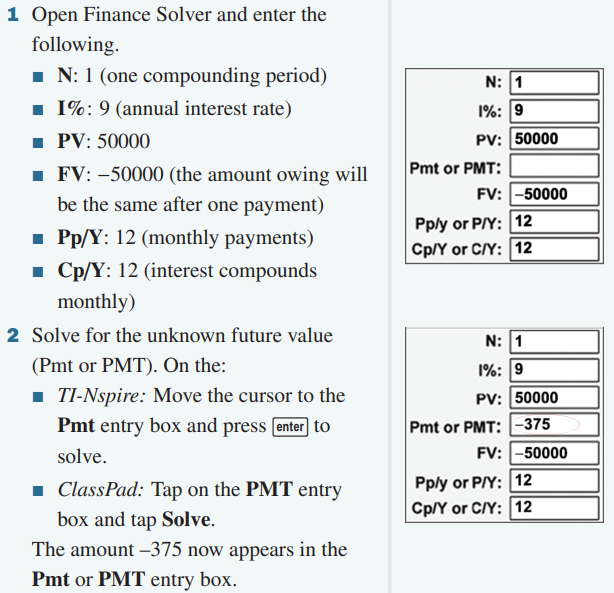 1 Open Finance Solver and enter the
following.
■ N: 1 (one compounding period)
■ I%: 9 (annual interest rate)
■ PV: 50000
■ FV: −50000 (the amount owing will
be the same after one payment)
■ Pp/Y: 12 (monthly payments)
■ Cp/Y: 12 (interest compounds
monthly)
N: 1
I%: 9
PV: 50000
Pmt or PMT:
FV: −50000
Pp/y or P/Y: 12
Cp/Y or C/Y: 12
2 Solve for the unknown future value
(Pmt or PMT). On the:
■ TI-Nspire: Move the cursor to the
Pmt entry box and press enter to
solve.
■ ClassPad: Tap on the PMT entry
box and tap Solve.
The amount –375 now appears in the
Pmt or PMT entry box.
N: 1
I%: 9
PV: 50000
Pmt or PMT: −375
FV: −50000
Pp/y or P/Y: 12
Cp/Y or C/Y: 12